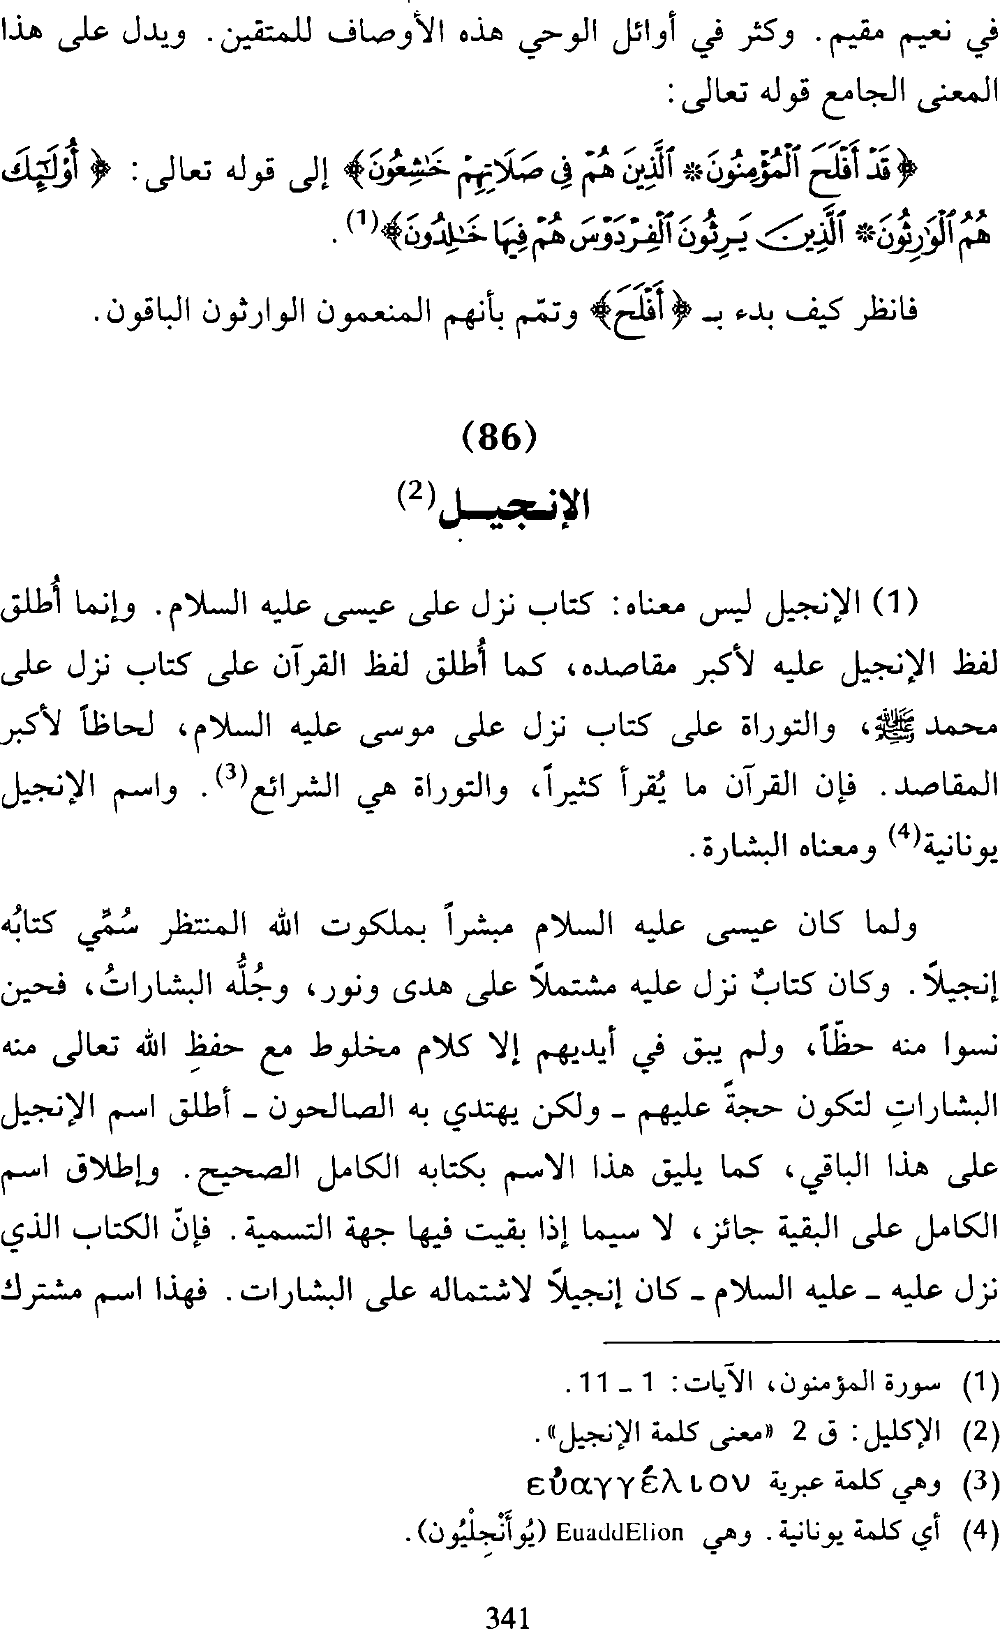 في نعيم مقيم. وكثر في أوائل الوحي هذه الأوصاف للمتقين. ويدل على هذا
المعنى الجامع قوله تعالى:
﴿قَدْ أَفْلَحَ ٱلْمُؤْمِنُونَ * ٱلَّذِينَ هُمْ فِى صَلَاتِهِمْ خَٰشِعُونَ﴾ إلى قوله تعالى: ﴿أُوْلَٰٓئِكَ
هُمُ ٱلْوَٰرِثُونَ * ٱلَّذِينَ يَرِثُونَ ٱلْفِرْدَوْسَ هُمْ فِيهَا خَٰلِدُونَ﴾(1).
فانظر كيف بدء بـ ﴿أَفْلَحَ﴾ وتمّم بأنهم المنعمون الوارثون الباقون.
(86)
الإنجيل(2)
(1) الإنجيل ليس معناه: كتاب نزل على عيسى عليه السلام. وإنما أُطلق
لفظ الإنجيل عليه لأكبر مقاصده، كما أُطلق لفظ القرآن على كتاب نزل على
محمد ﷺ، والتوراة على كتاب نزل على موسى عليه السلام، لحاظاً لأكبر
المقاصد. فإن القرآن ما يُقرأ كثيراً، والتوراة هي الشرائع(3). واسم الإنجيل
يونانية(4) ومعناه البشارة.
ولما كان عيسى عليه السلام مبشراً بملكوت الله المنتظر سُمِّي كتابُه
إنجيلاً. وكان كتابٌ نزل عليه مشتملاً على هدى ونور، وجُلُّه البشاراتُ، فحين
نسوا منه حظّاً، ولم يبق في أيديهم إلا كلام مخلوط مع حفظِ الله تعالى منه
البشاراتِ لتكون حجةً عليهم ـ ولكن يهتدي به الصالحون ـ أطلق اسم الإنجيل
على هذا الباقي، كما يليق هذا الاسم بكتابه الكامل الصحيح. وإطلاق اسم
الكامل على البقية جائز، لا سيما إذا بقيت فيها جهة التسمية. فإنّ الكتاب الذي
نزل عليه ـ عليه السلام ـ كان إنجيلاً لاشتماله على البشارات. فهذا اسم مشترك
(1) سورة المؤمنون، الآيات: 1 ـ 11.
(2) الإكليل: ق 2 «معنى كلمة الإنجيل».
(3) وهي كلمة عبرية εὐαγγέλιον
(4) أي كلمة يونانية. وهي EuaddElion (يُوأَنْجِلْيُون).
341